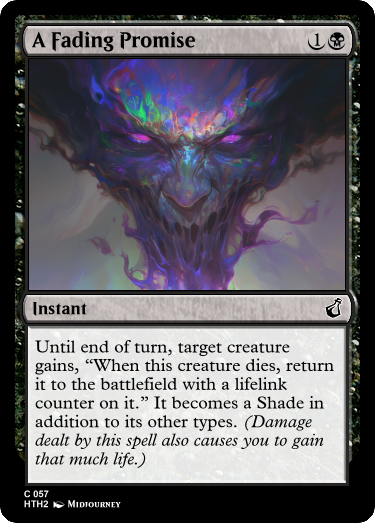 A Fading Promise 1
Instant
Until end of turn, target creature
gains, “When this creature dies, return
it to the battlefield with a lifelink
counter on it.” It becomes a Shade in
addition to its other types. (Damage
dealt by this spell also causes you to gain
that much life.)
C 057
HTH2 Midjourney